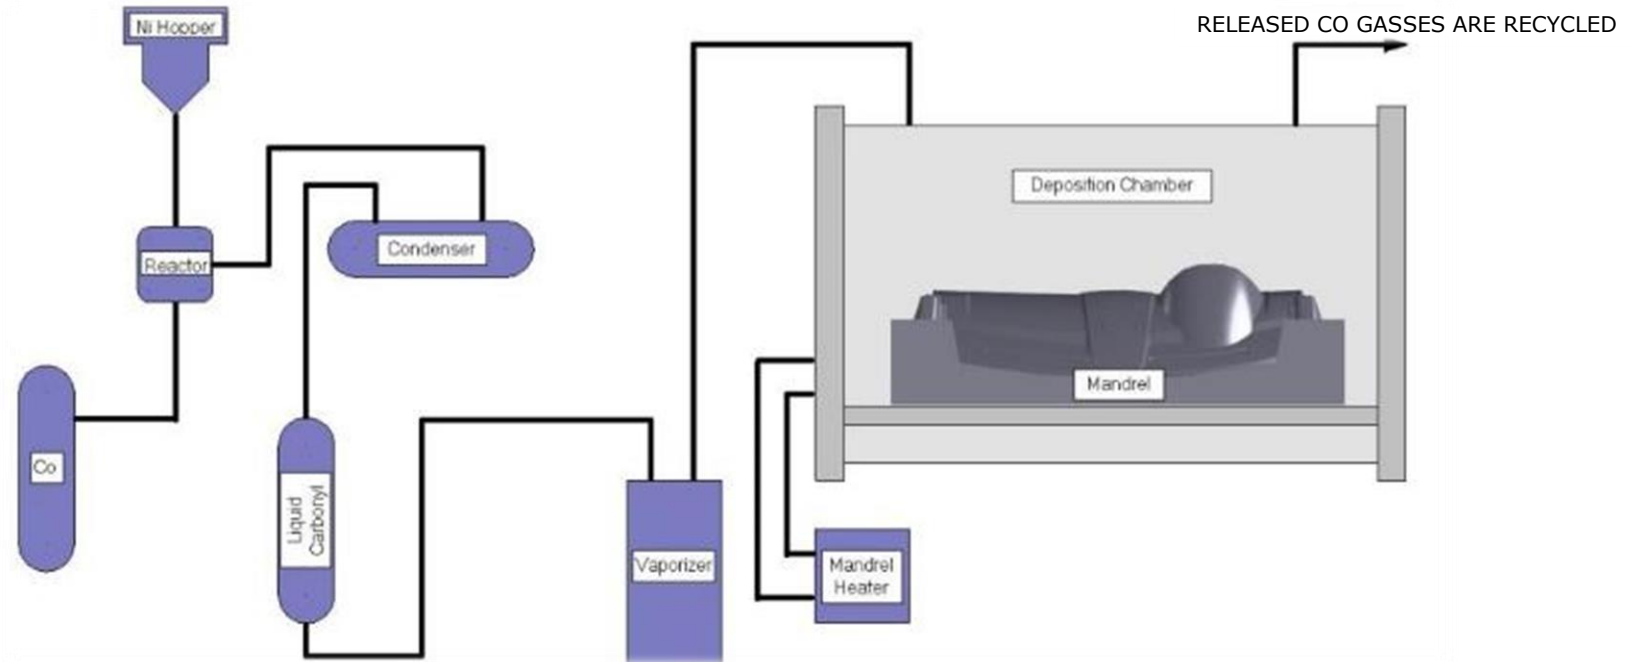 Ni Hopper
RELEASED CO GASSES ARE RECYCLED
Deposition Chamber
Condenser
Reactor
Mandrel
Co
Liquid
Carbonyl
Vaporizer
Mandrel
Heater